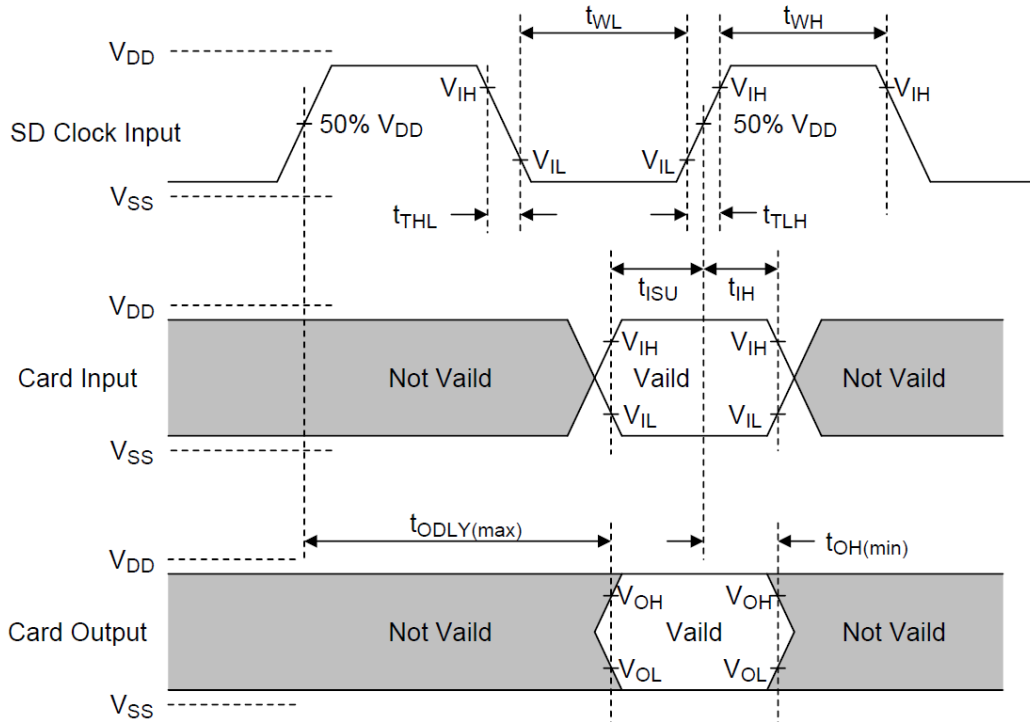 tWL tWH
VDD
VIH VIH VIH
SD Clock Input 50% VDD 50% VDD
VIL VIL
VSS
tTHL tTLH
tISU tIH
VDD
VIH VIH
Card Input Not Vaild Vaild Not Vaild
VIL VIL
VSS
tODLY(max) tOH(min)
VDD
VOH VOH
Card Output Not Vaild Vaild Not Vaild
VOL VOL
VSS